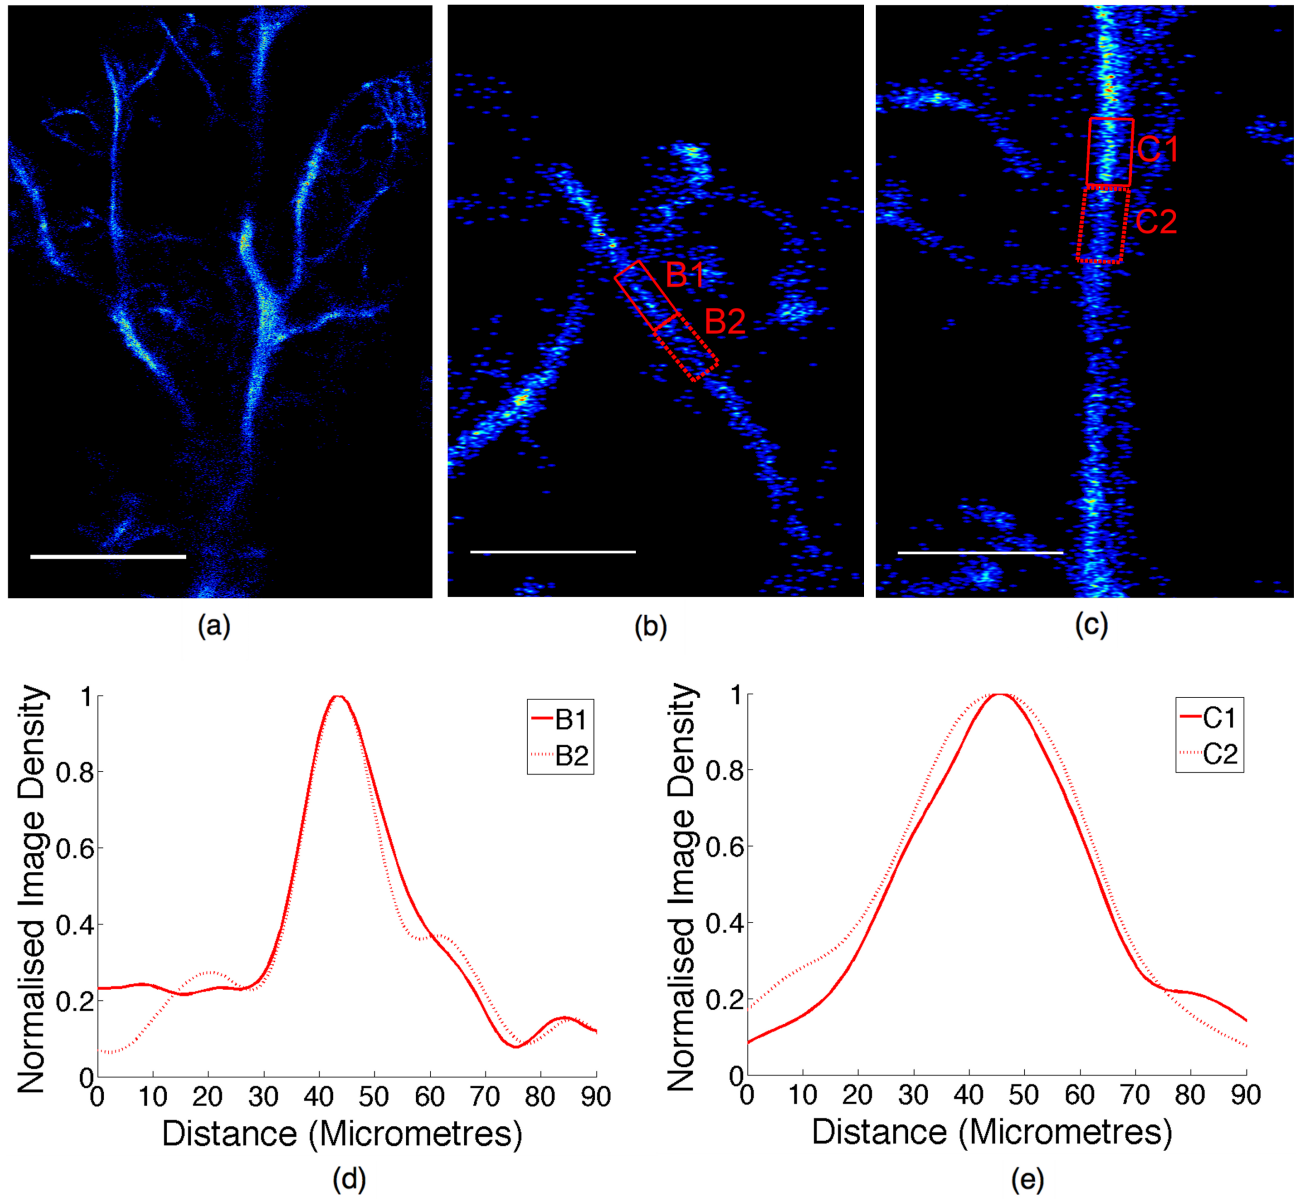 B1
B2
C1
C2
(a)
(b)
(c)
Normalised Image Density
1
0.8
0.6
0.4
0.2
0
0 10 20 30 40 50 60 70 80 90
Distance (Micrometres)
B1
B2
(d)
Normalised Image Density
1
0.8
0.6
0.4
0.2
0
0 10 20 30 40 50 60 70 80 90
Distance (Micrometres)
C1
C2
(e)